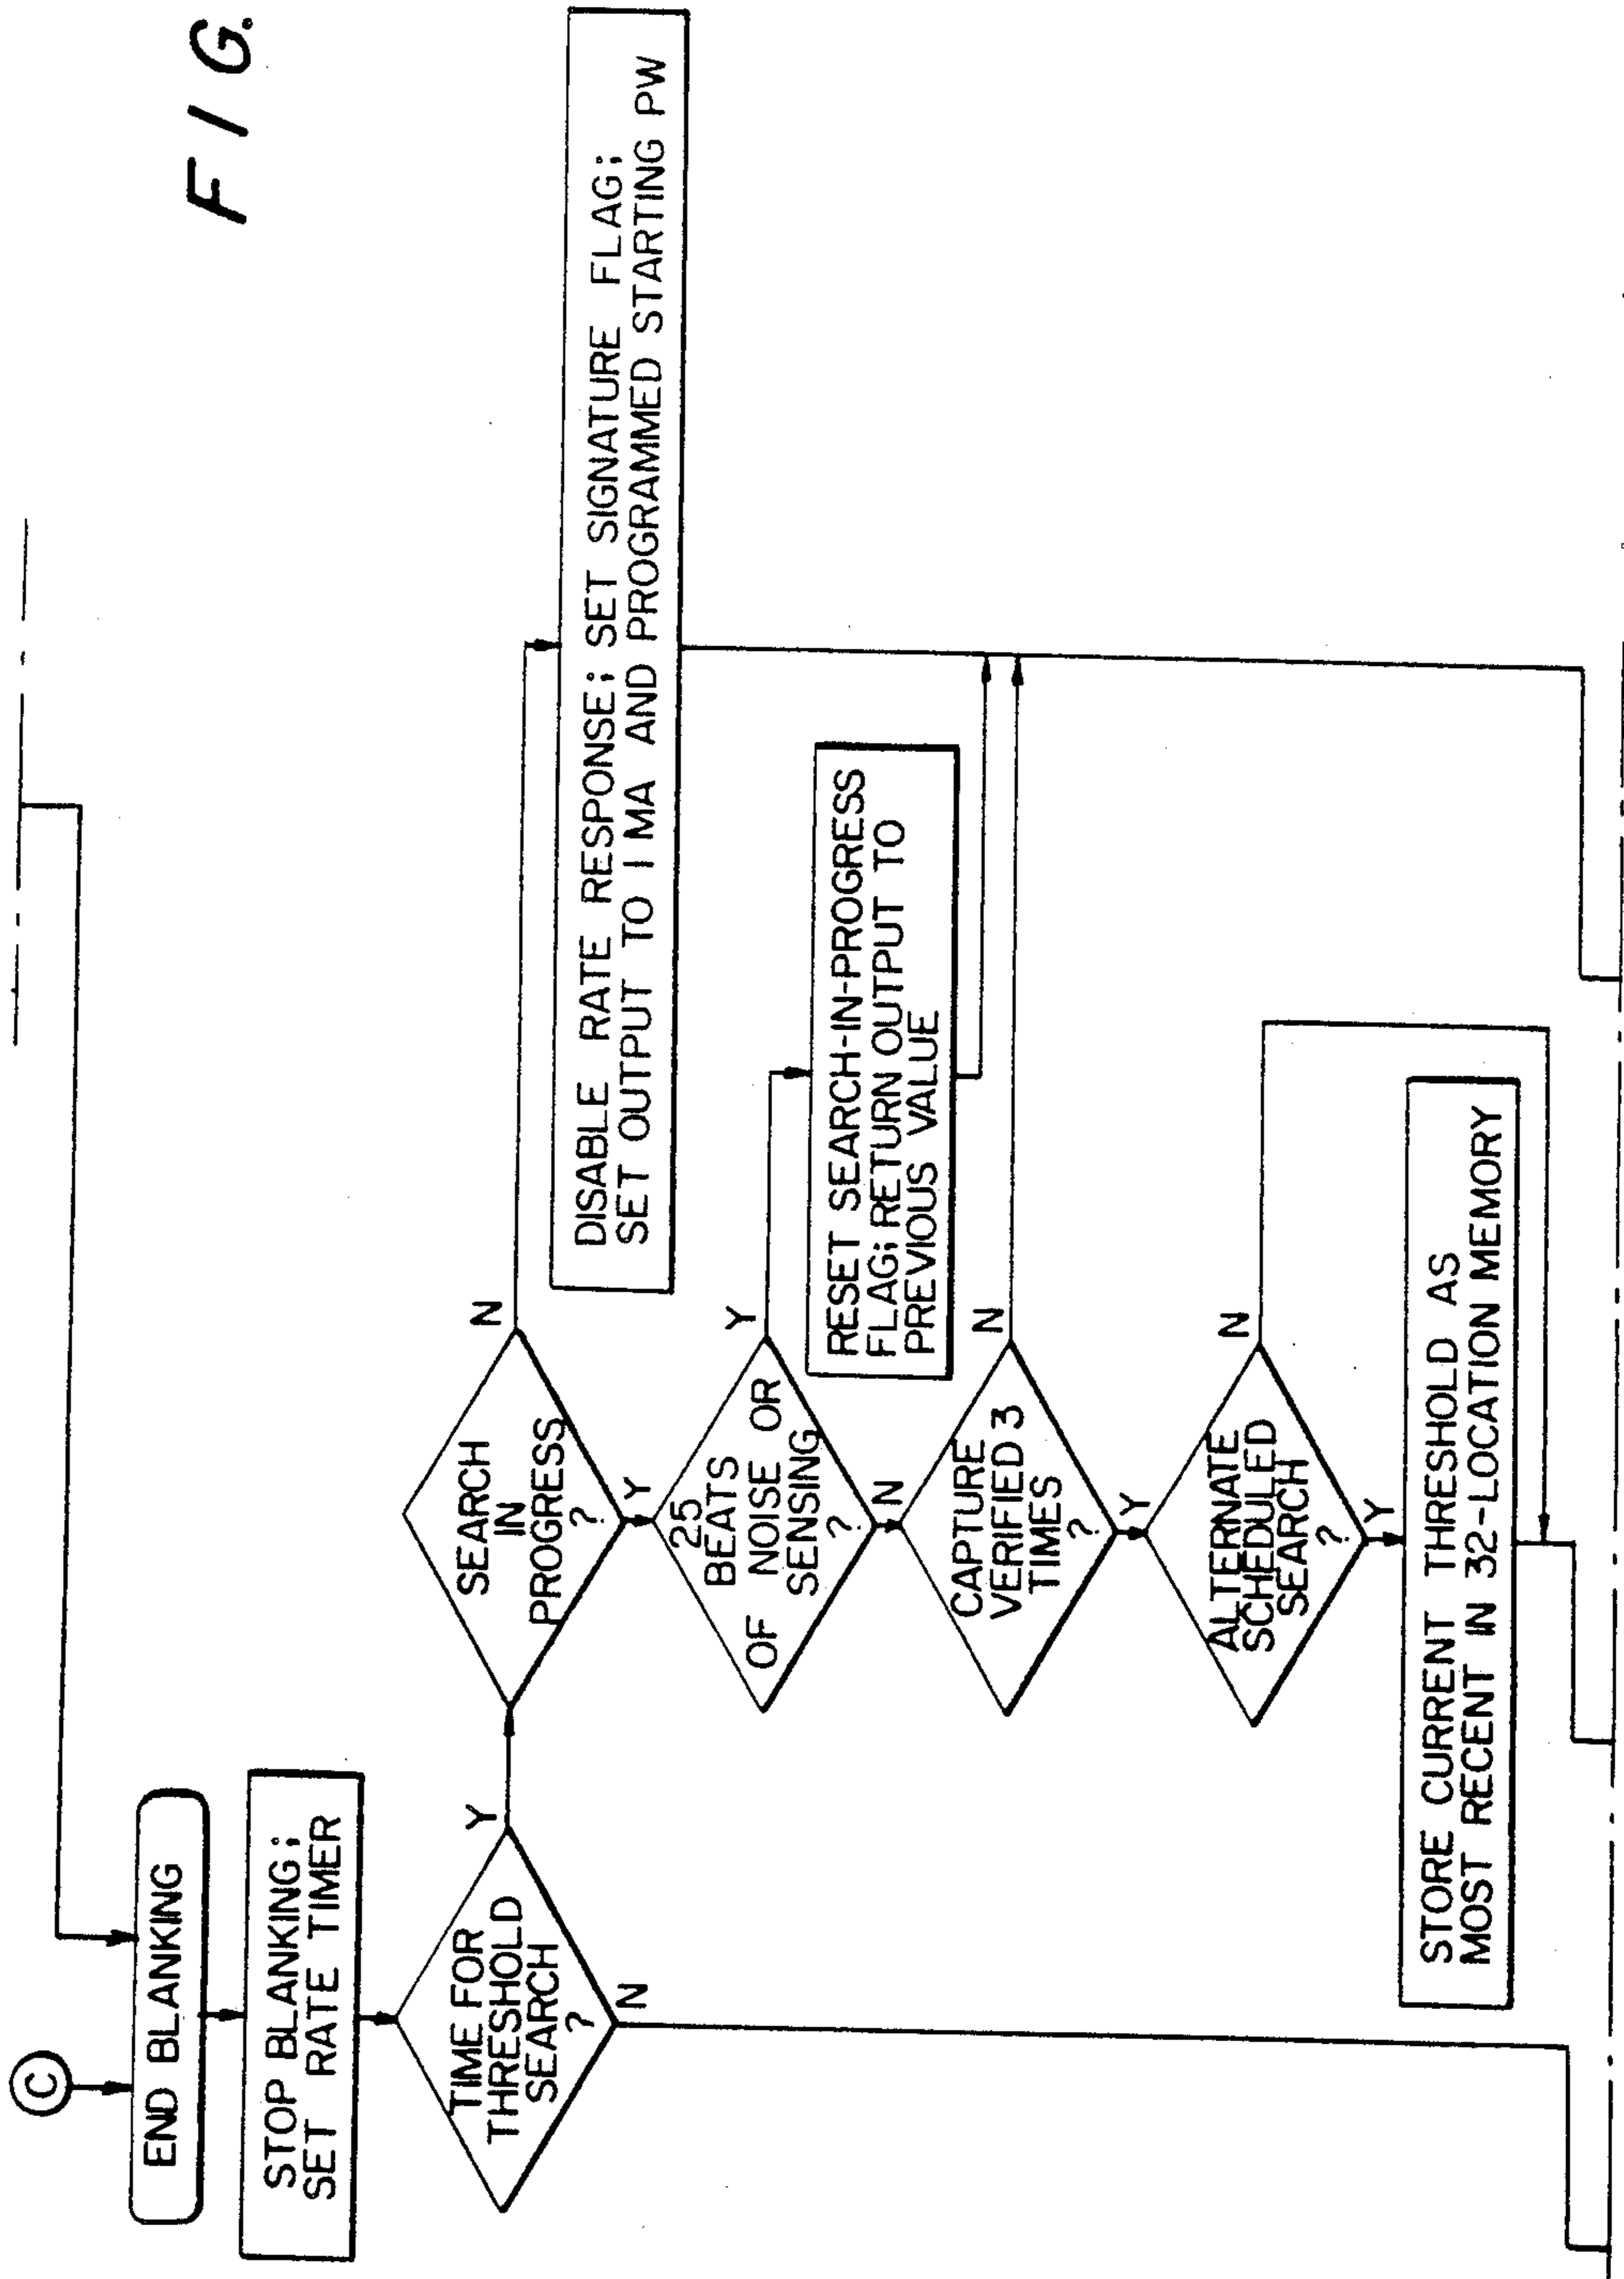 FIG.
C
END BLANKING
STOP BLANKING;
SET RATE TIMER
TIME FOR
THRESHOLD
SEARCH
?
Y
N
SEARCH
IN
PROGRESS
?
N
Y
DISABLE RATE RESPONSE; SET SIGNATURE FLAG;
SET OUTPUT TO 1 MA AND PROGRAMMED STARTING PW
25
BEATS
OF NOISE OR
SENSING
?
Y
N
RESET SEARCH-IN-PROGRESS
FLAG; RETURN OUTPUT TO
PREVIOUS VALUE
CAPTURE
VERIFIED 3
TIMES
?
N
Y
ALTERNATE
SCHEDULED
SEARCH
?
N
Y
STORE CURRENT THRESHOLD AS
MOST RECENT IN 32-LOCATION MEMORY